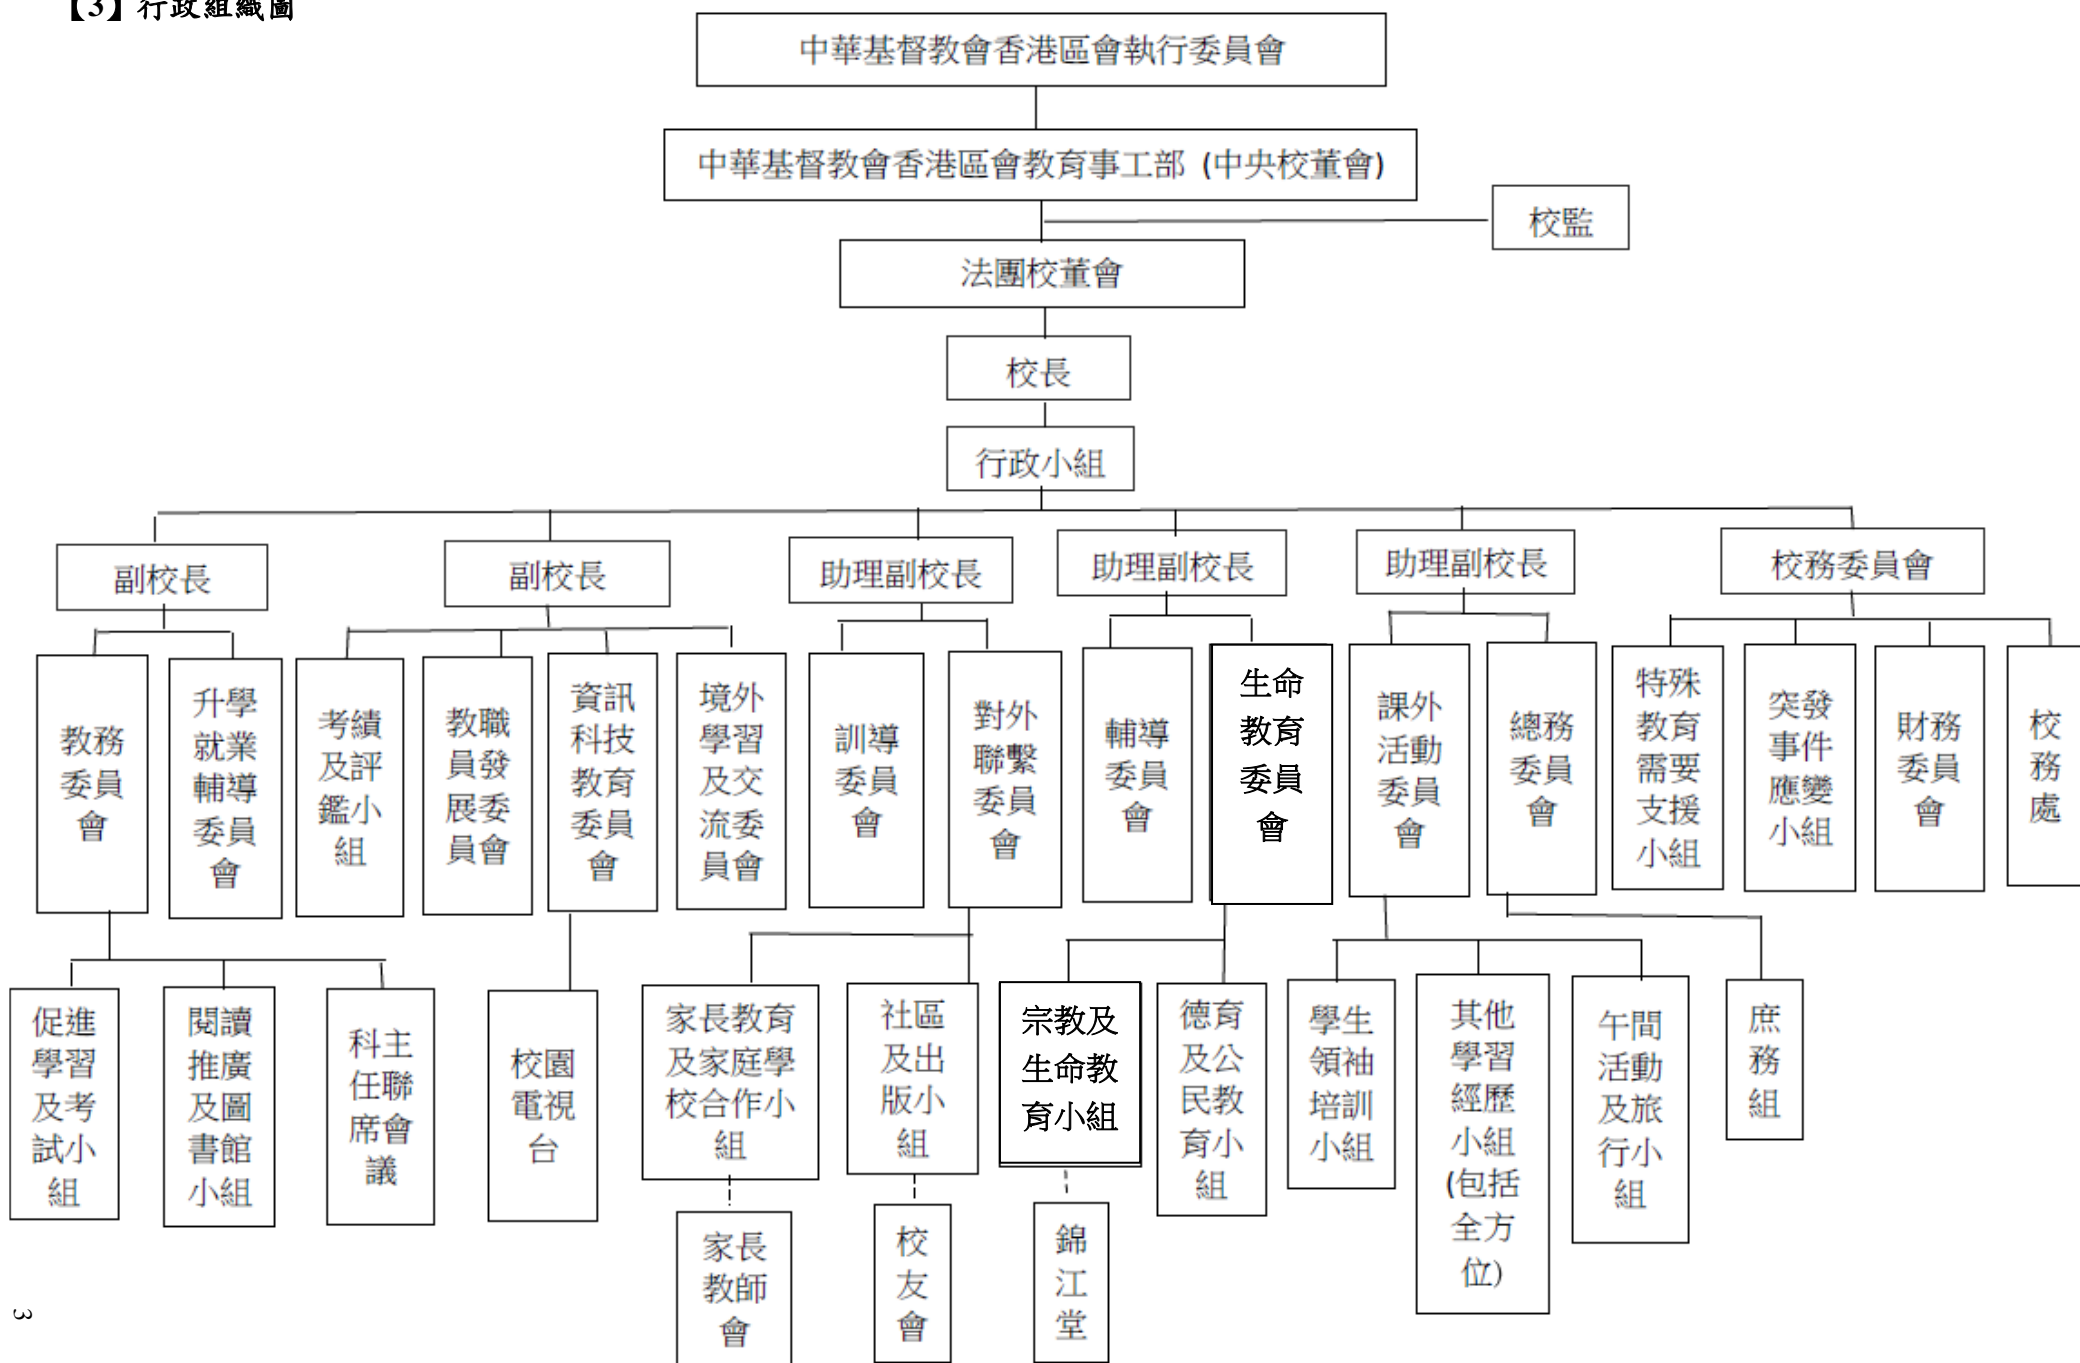 【3】行政組織圖
中華基督教會香港區會執行委員會
中華基督教會香港區會教育事工部 (中央校董會)
校監
法團校董會
校長
行政小組
副校長
副校長
助理副校長
助理副校長
助理副校長
校務委員會
教務
委員
會
升學
就業
輔導
委員
會
考績
及評
鑑小
組
教職
員發
展委
員會
資訊
科技
教育
委員
會
境外
學習
及交
流委
員會
訓導
委員
會
對外
聯繫
委員
會
輔導
委員
會
生命
教育
委員
會
課外
活動
委員
會
總務
委員
會
特殊
教育
需要
支援
小組
突發
事件
應變
小組
財務
委員
會
校
務
處
促進
學習
及考
試小
組
閱讀
推廣
及圖
書館
小組
科主
任聯
席會
議
校園
電視
台
家長教育
及家庭學
校合作小
組
社區
及出
版小
組
宗教及
生命教
育小組
德育
及公
民教
育小
組
學生
領袖
培訓
小組
其他
學習
經歷
小組
(包括
全方
位)
午間
活動
及旅
行小
組
庶
務
組
家長
教師
會
校
友
會
錦
江
堂
3